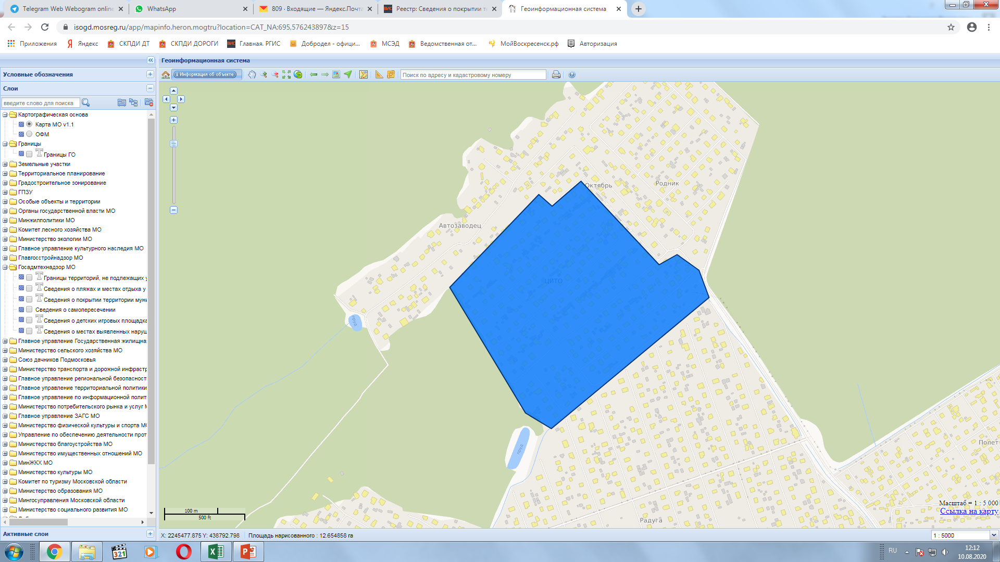 Telegram Web Webogram online
WhatsApp
809 · Входящие — Яндекс.Почта
Реестр: Сведения о покрытии т
Геоинформационная система
isogd.mosreg.ru/app/mapinfo.heron.mogtru?location=CAT_NA:695,576243897&z=15
Приложения
Яндекс
СКПДИ ДТ
СКПДИ ДОРОГИ
Главная. РГИС
Добродел - офици...
МСЭД
Ведомственная от...
МойВоскресенск.рф
Авторизация
Геоинформационная система
Условные обозначения
Информация об объекте
Поиск по адресу и кадастровому номеру
Слои
введите слово для поиска
Картографическая основа
Карта МО v1.1
ОФМ
Границы
Границы ГО
Земельные участки
Территориальное планирование
Градостроительное зонирование
ГПЗУ
Особые объекты и территории
Органы государственной власти МО
Минжилполитики МО
Комитет лесного хозяйства МО
Министерство экологии МО
Главное управление культурного наследия МО
Главгосстройнадзор МО
Госадмтехнадзор МО
Границы территорий, не подлежащих у
Сведения о пляжах и местах отдыха у
Сведения о покрытии территории муни
Сведения о самопересечении
Сведения о детских игровых площадка
Сведения о местах выявленных наруш
Главное управление Государственная жилищна
Министерство сельского хозяйства МО
Союз дачников Подмосковья
Министерство транспорта и дорожной инфрастр
Главное управление региональной безопасност
Главное управление территориальной политики
Главное управление по информационной полит
Министерство потребительского рынка и услуг М
Главное управление ЗАГС МО
Министерство физической культуры и спорта МО
Управление по обеспечению деятельности прот
Министерство благоустройства МО
Министерство имущественных отношений МО
МинЖКХ МО
Министерство культуры МО
Комитет по туризму Московской области
Министерство образования МО
Мингосуправления Московской области
Министерство социального развития МО
Активные слои
Октябрь
Родник
Автозаводец
ЦИТО
пруд
пруд
Полет
Радуга
100 m
500 ft
Масштаб = 1 : 5 000
Ссылка на карту
X: 2245477.875 Y: 438792.798
Площадь нарисованного : 12.654858 га
1 : 5000
321
RU
12:12
10.08.2020